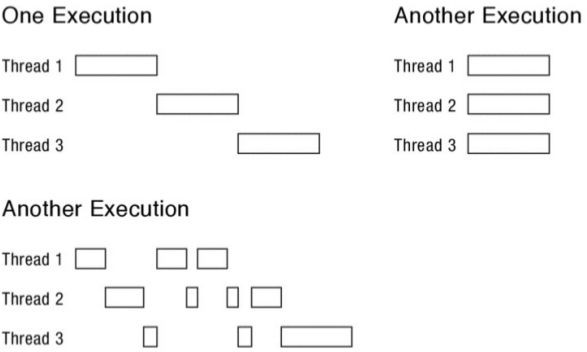 One Execution
Thread 1
Thread 2
Thread 3
Another Execution
Thread 1
Thread 2
Thread 3
Another Execution
Thread 1
Thread 2
Thread 3